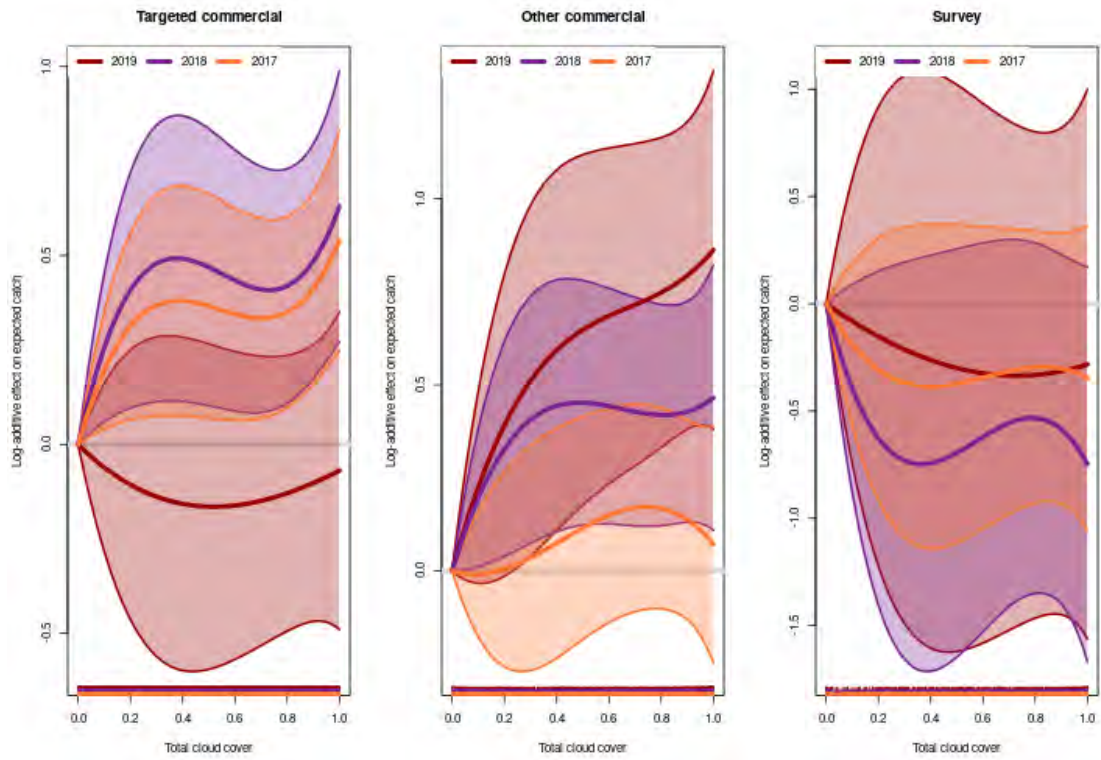 Targeted commercial
2019 2018 2017
Log-additive effect on expected catch
1.0
0.5
0.0
-0.5
0.0 0.2 0.4 0.6 0.8 1.0
Total cloud cover
Other commercial
2019 2018 2017
Log-additive effect on expected catch
1.0
0.5
0.0
0.0 0.2 0.4 0.6 0.8 1.0
Total cloud cover
Survey
2019 2018 2017
Log-additive effect on expected catch
1.0
0.5
0.0
-0.5
-1.0
-1.5
0.0 0.2 0.4 0.6 0.8 1.0
Total cloud cover